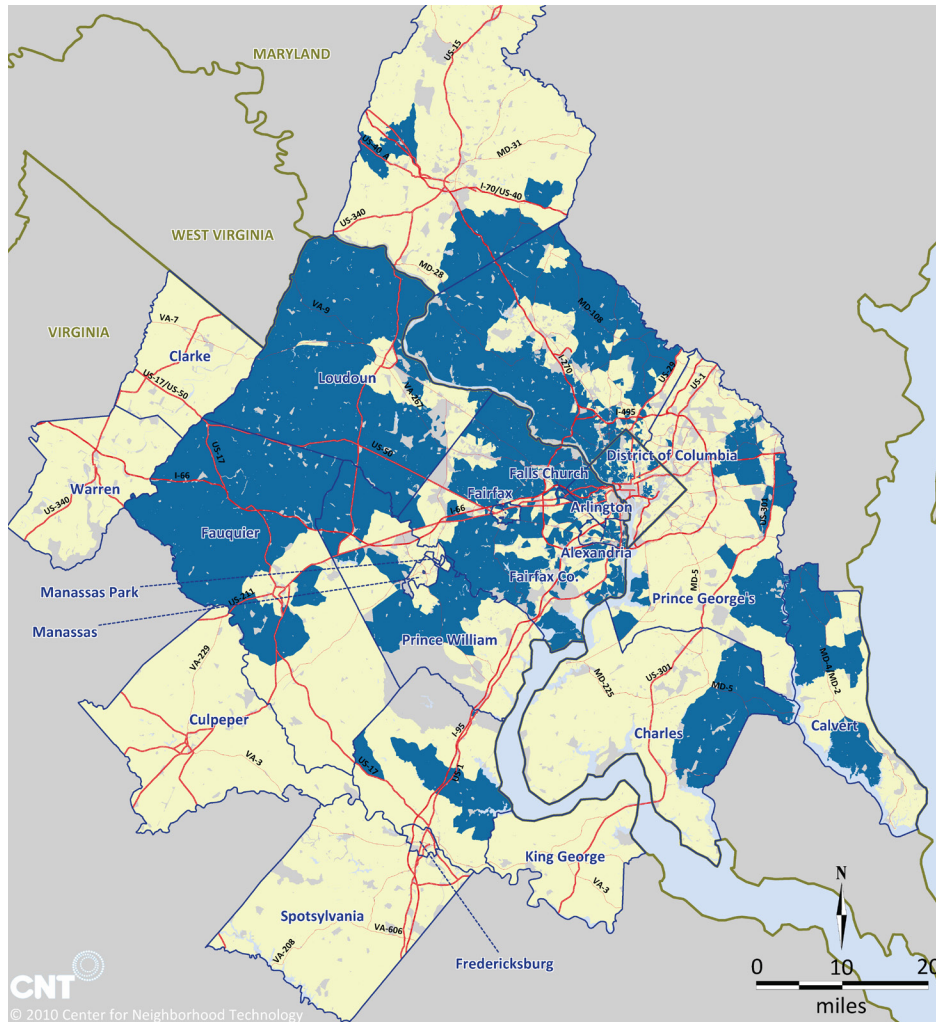 MARYLAND
US-15
US-40 A
MD-31
I-70/US-40
US-340
WEST VIRGINIA
MD-28
VA-9
MD-108
VA-7
VIRGINIA
Clarke
I-270
US-29
US-1
US-17/US-50
Loudoun
VA-267
I-495
US-17
US-50
District of Columbia
Falls Church
I-66
Warren
Fairfax
US-340
I-66
Arlington
US-301
Fauquier
Alexandria
Fairfax Co.
MD-5
Manassas Park
US-211
Prince George's
Manassas
Prince William
VA-229
MD-225
US-301
MD-5
MD-4/MD-2
Culpeper
Charles
Calvert
I-95
VA-3
US-17
US-1
King George
VA-3
N
Spotsylvania
VA-606
VA-208
Fredericksburg
CNT
0 10 20
miles
© 2010 Center for Neighborhood Technology